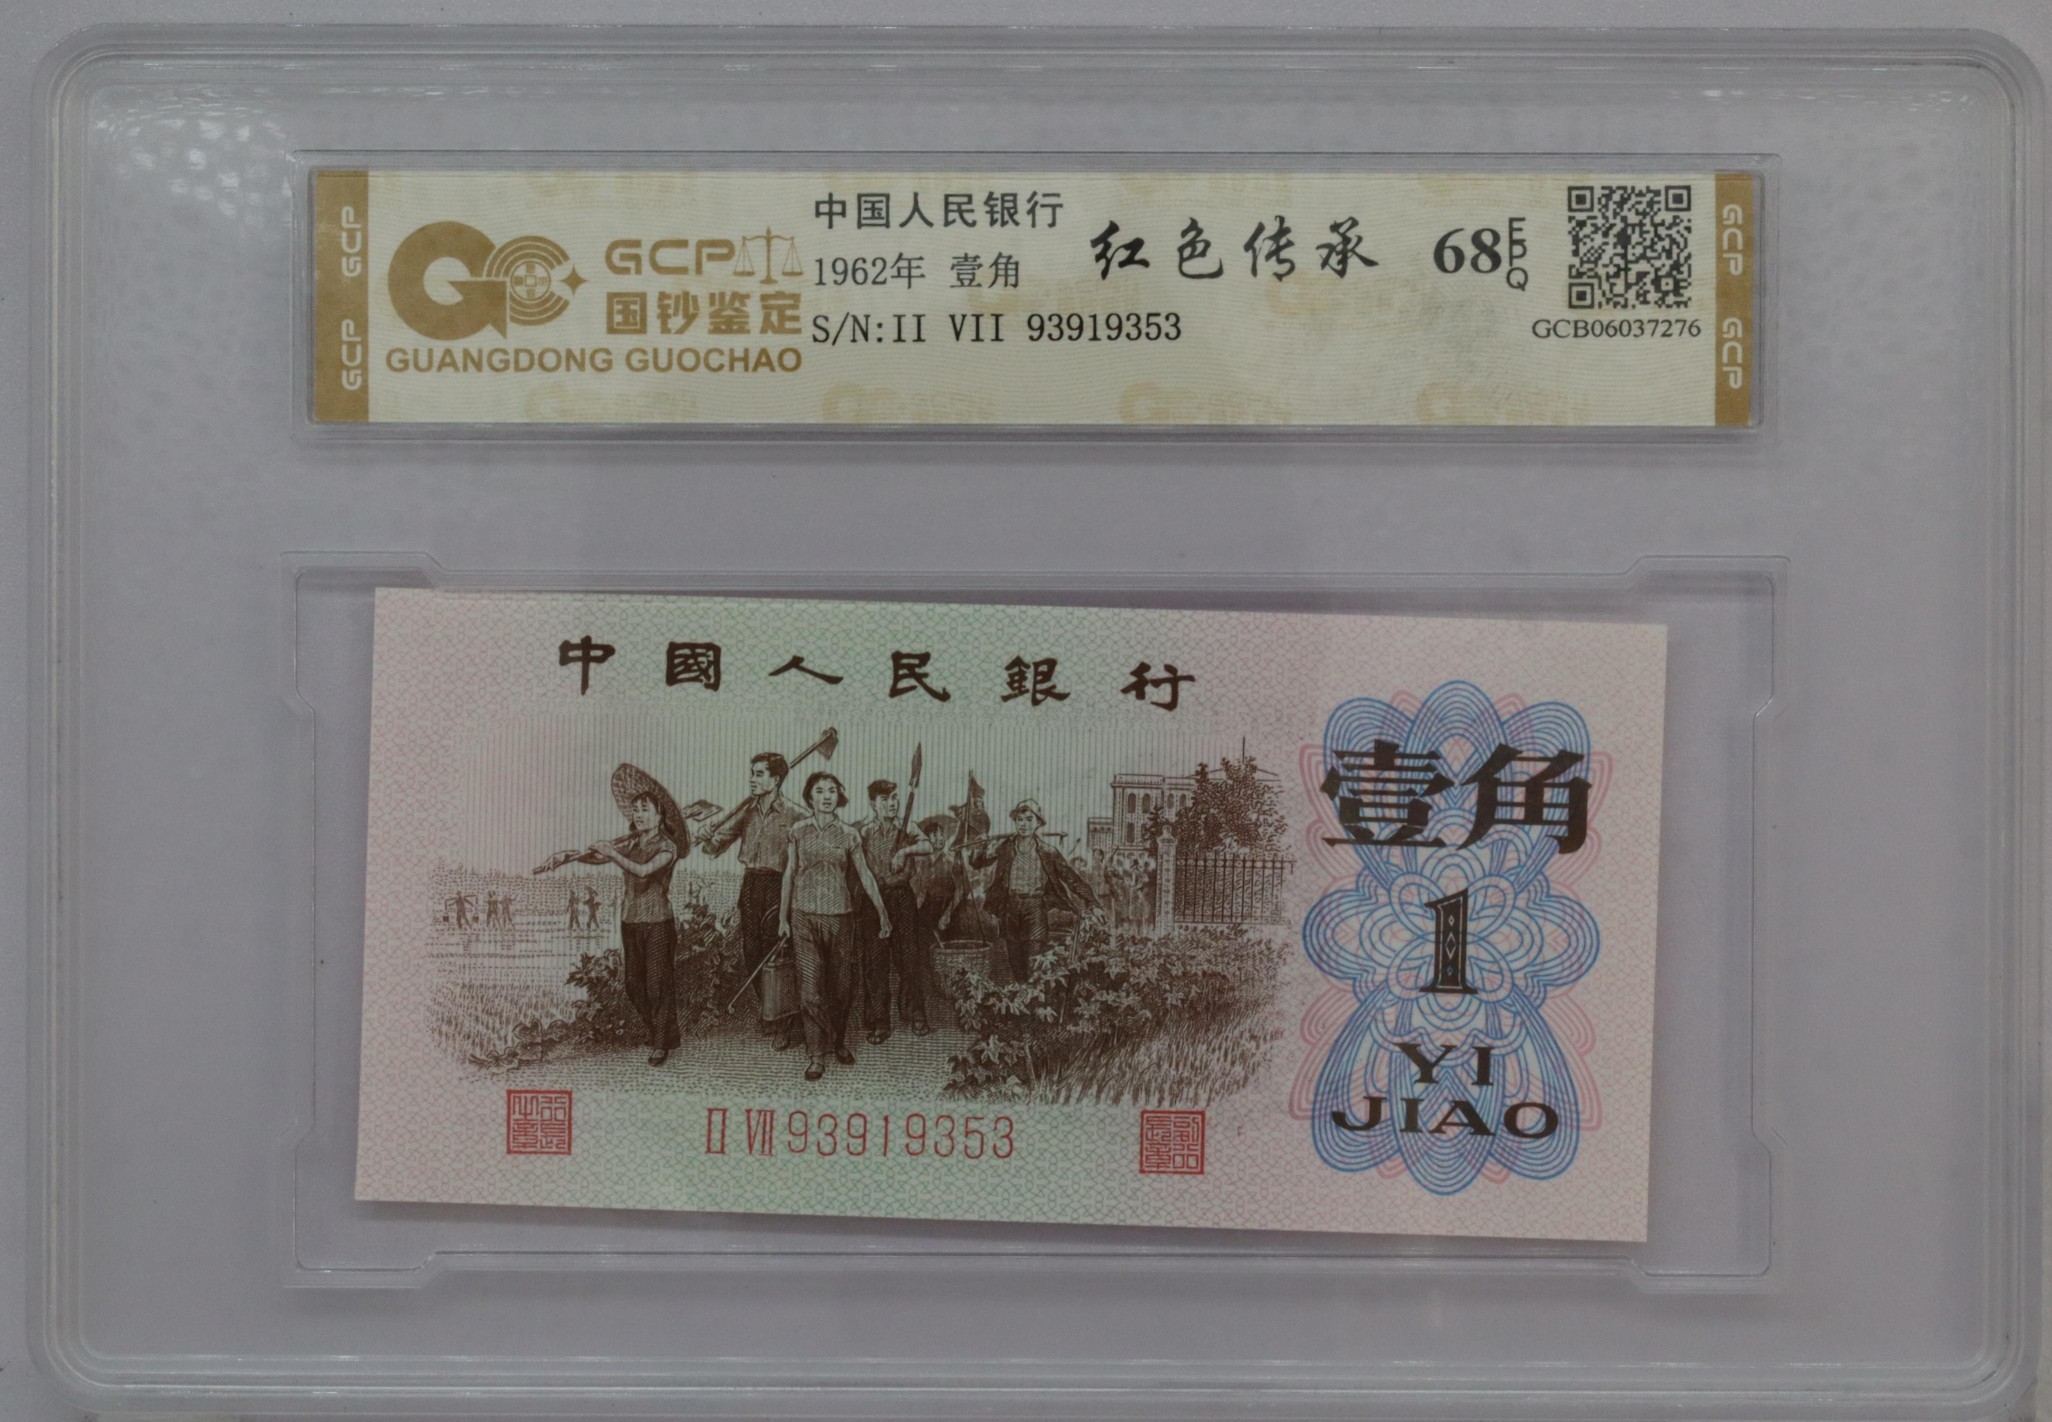 GCP GCP
GCP
国钞鉴定
GUANGDONG GUOCHAO
中国人民银行
1962年 壹角
S/N:II VII 93919353
红色传承
68 EPQ
GCB06037276
GCP GCP
中國人民銀行
壹角
1
YI
JIAO
II VII 93919353